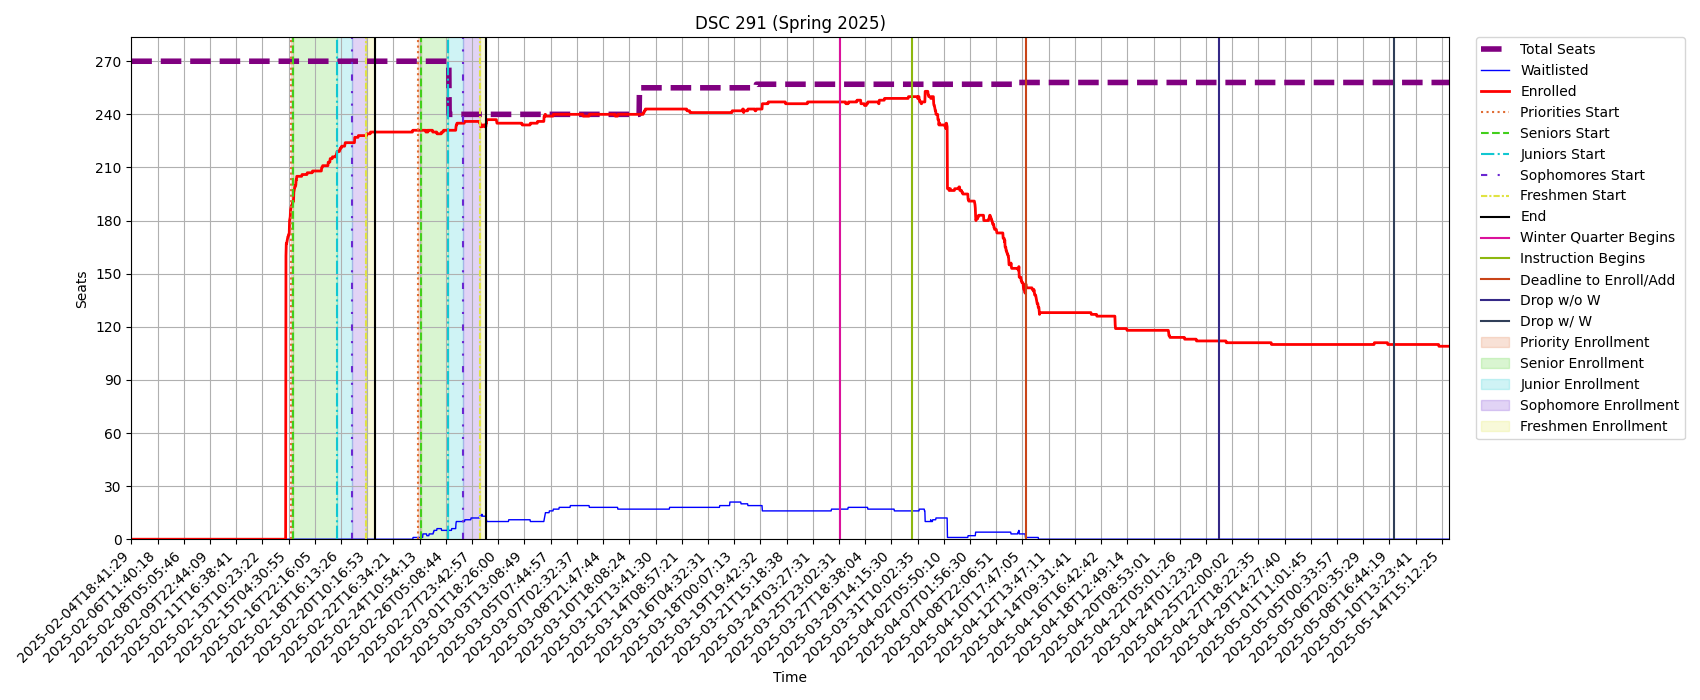 DSC 291 (Spring 2025)
Seats
270
240
210
180
150
120
90
60
30
0
2025-02-04T18:41:29
2025-02-06T11:40:18
2025-02-08T05:05:46
2025-02-09T22:44:09
2025-02-11T16:38:41
2025-02-13T10:23:22
2025-02-15T04:30:55
2025-02-16T22:16:05
2025-02-18T16:13:26
2025-02-20T10:16:53
2025-02-22T16:34:21
2025-02-24T10:54:13
2025-02-26T05:08:44
2025-02-27T23:42:57
2025-03-01T18:26:00
2025-03-03T13:08:49
2025-03-05T07:44:57
2025-03-07T02:32:37
2025-03-08T21:47:44
2025-03-10T18:08:24
2025-03-12T13:41:30
2025-03-14T08:57:21
2025-03-16T04:32:31
2025-03-18T00:07:13
2025-03-19T19:42:32
2025-03-21T15:18:38
2025-03-24T03:27:31
2025-03-25T23:02:31
2025-03-27T18:38:04
2025-03-29T14:15:30
2025-03-31T10:02:35
2025-04-02T05:50:10
2025-04-07T01:56:30
2025-04-08T22:06:51
2025-04-10T17:47:05
2025-04-12T13:47:11
2025-04-14T09:31:41
2025-04-16T16:42:42
2025-04-18T12:49:14
2025-04-20T08:53:01
2025-04-22T05:01:26
2025-04-24T01:23:29
2025-04-25T22:00:02
2025-04-27T18:22:35
2025-04-29T14:27:40
2025-05-01T11:01:45
2025-05-05T00:33:57
2025-05-06T20:35:29
2025-05-08T16:44:19
2025-05-10T13:23:41
2025-05-14T15:12:25
Time
Total Seats
Waitlisted
Enrolled
Priorities Start
Seniors Start
Juniors Start
Sophomores Start
Freshmen Start
End
Winter Quarter Begins
Instruction Begins
Deadline to Enroll/Add
Drop w/o W
Drop w/ W
Priority Enrollment
Senior Enrollment
Junior Enrollment
Sophomore Enrollment
Freshmen Enrollment